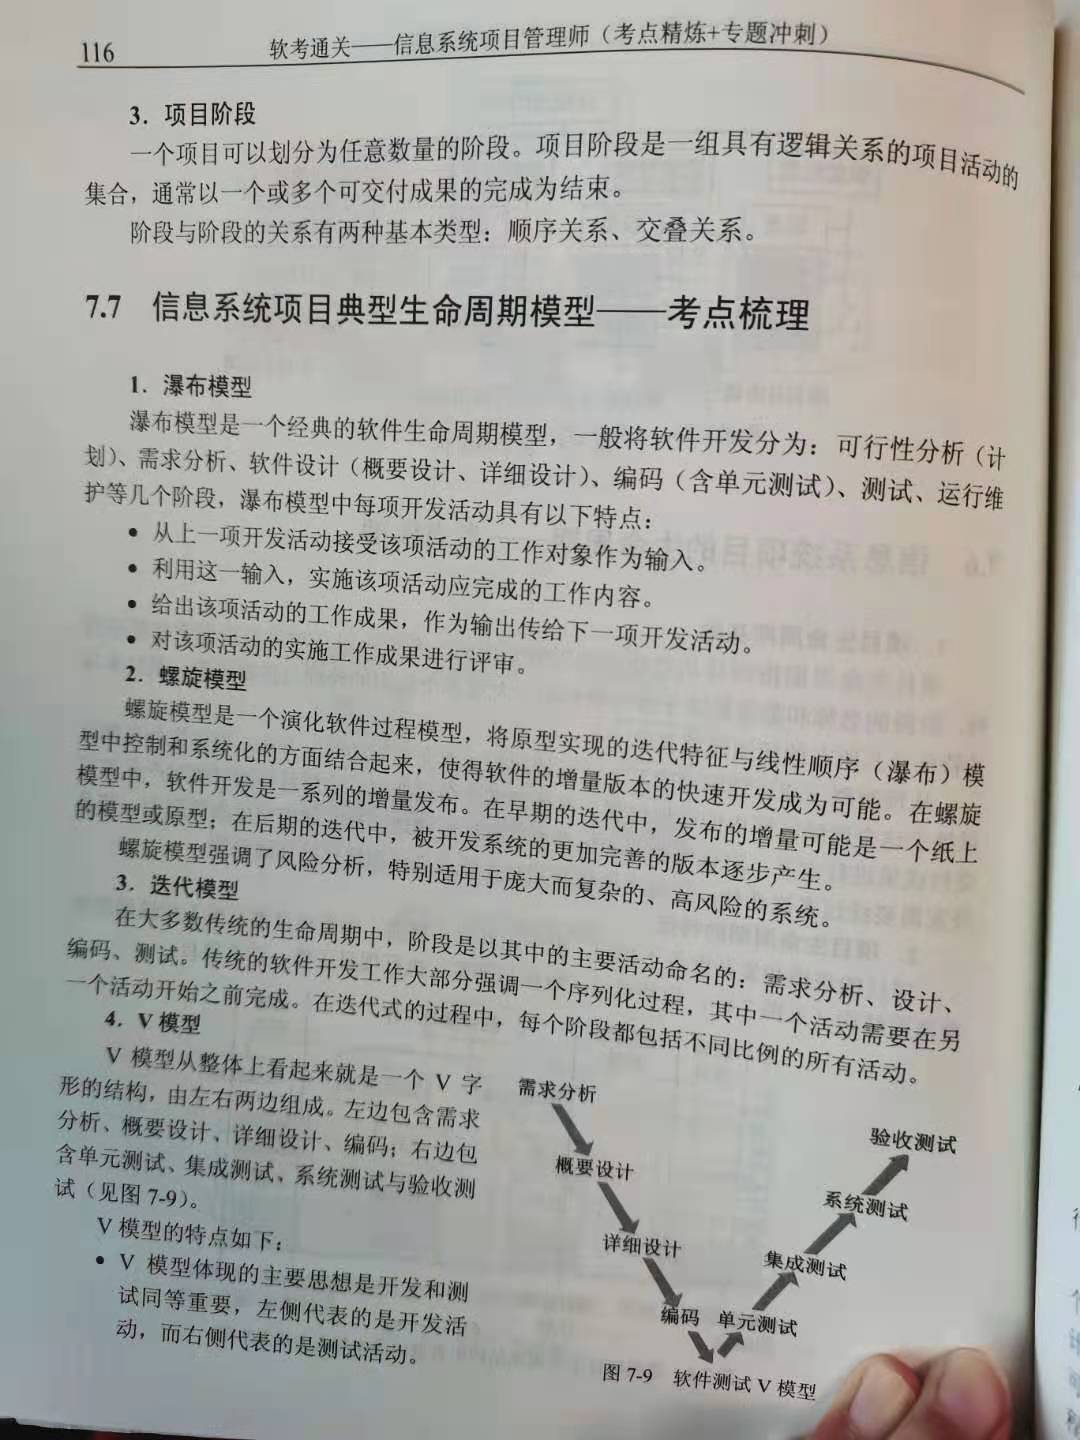 116
软考通关——信息系统项目管理师（考点精炼+专题冲刺）
3．项目阶段
一个项目可以划分为任意数量的阶段。项目阶段是一组具有逻辑关系的项目活动的
集合，通常以一个或多个可交付成果的完成为结束。
阶段与阶段的关系有两种基本类型：顺序关系、交叠关系。
7.7 信息系统项目典型生命周期模型——考点梳理
1．瀑布模型
瀑布模型是一个经典的软件生命周期模型，一般将软件开发分为：可行性分析（计
划）、需求分析、软件设计（概要设计、详细设计）、编码（含单元测试）、测试、运行维
护等几个阶段，瀑布模型中每项开发活动具有以下特点：
• 从上一项开发活动接受该项活动的工作对象作为输入。
• 利用这一输入，实施该项活动应完成的工作内容。
• 给出该项活动的工作成果，作为输出传给下一项开发活动。
• 对该项活动的实施工作成果进行评审。
2．螺旋模型
螺旋模型是一个演化软件过程模型，将原型实现的迭代特征与线性顺序（瀑布）模
型中控制和系统化的方面结合起来，使得软件的增量版本的快速开发成为可能。在螺旋
模型中，软件开发是一系列的增量发布。在早期的迭代中，发布的增量可能是一个纸上
的模型或原型；在后期的迭代中，被开发系统的更加完善的版本逐步产生。
螺旋模型强调了风险分析，特别适用于庞大而复杂的、高风险的系统。
3．迭代模型
在大多数传统的生命周期中，阶段是以其中的主要活动命名的：需求分析、设计、
编码、测试。传统的软件开发工作大部分强调一个序列化过程，其中一个活动需要在另
一个活动开始之前完成。在迭代式的过程中，每个阶段都包括不同比例的所有活动。
4．V 模型
V 模型从整体上看起来就是一个 V 字
形的结构，由左右两边组成。左边包含需求
分析、概要设计、详细设计、编码；右边包
含单元测试、集成测试、系统测试与验收测
试（见图 7-9）。
V 模型的特点如下：
• V 模型体现的主要思想是开发和测
试同等重要，左侧代表的是开发活
动，而右侧代表的是测试活动。
需求分析
概要设计
详细设计
编码
单元测试
集成测试
系统测试
验收测试
图 7-9 软件测试 V 模型